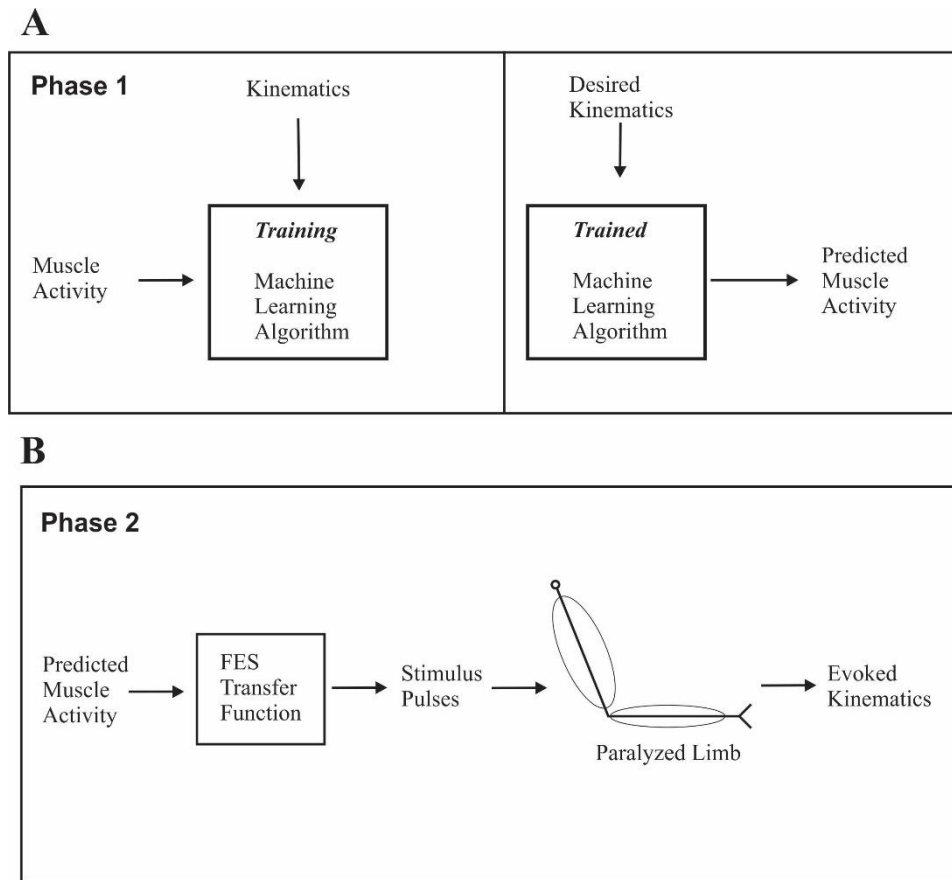 A
Phase 1
Kinematics
Muscle
Activity
Training
Machine
Learning
Algorithm
Desired
Kinematics
Trained
Machine
Learning
Algorithm
Predicted
Muscle
Activity
B
Phase 2
Predicted
Muscle
Activity
FES
Transfer
Function
Stimulus
Pulses
Paralyzed Limb
Evoked
Kinematics